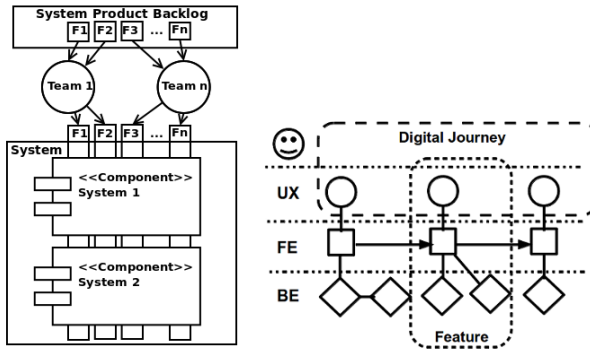 System Product Backlog
F1 F2 F3 ... Fn
Team 1 Team n
F1 F2 F3 ... Fn
System
<<Component>>
System 1
<<Component>>
System 2
Digital Journey
UX
FE
BE
Feature